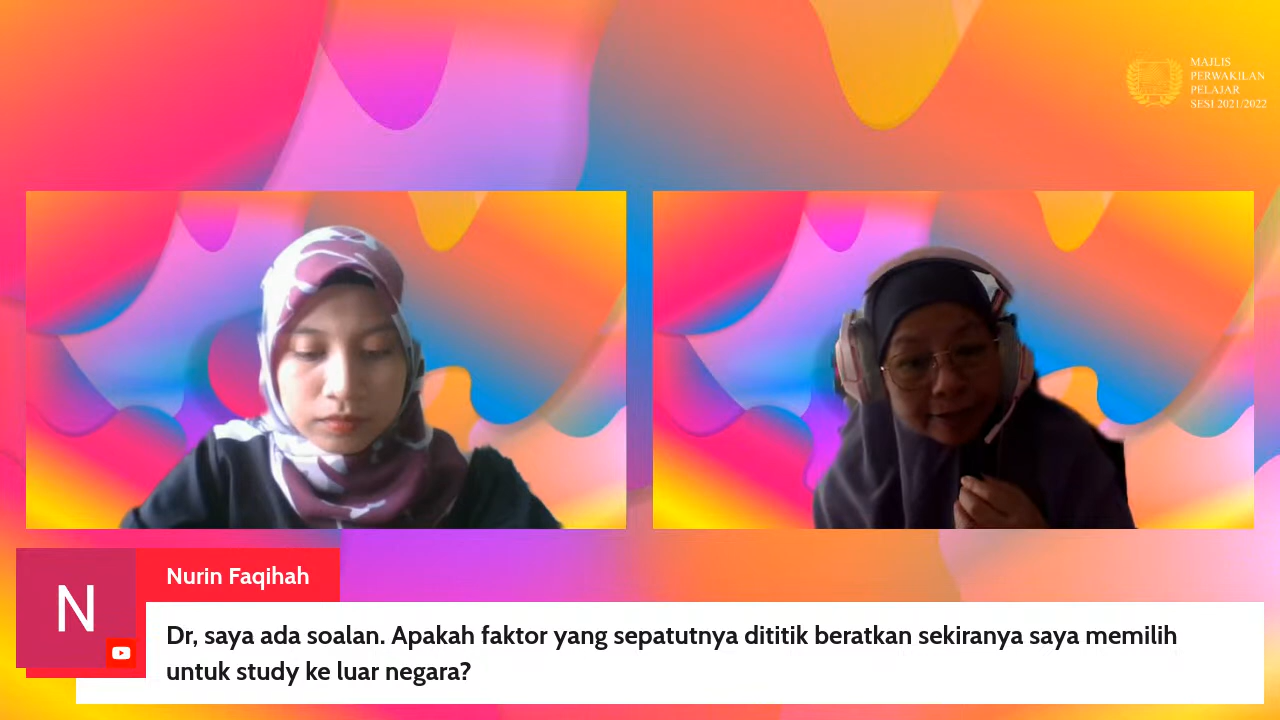 MAJLIS
PERWAKILAN
PELAJAR
SESI 2021/2022
N
Nurin Faqihah
Dr, saya ada soalan. Apakah faktor yang sepatutnya dititik beratkan sekiranya saya memilih
untuk study ke luar negara?